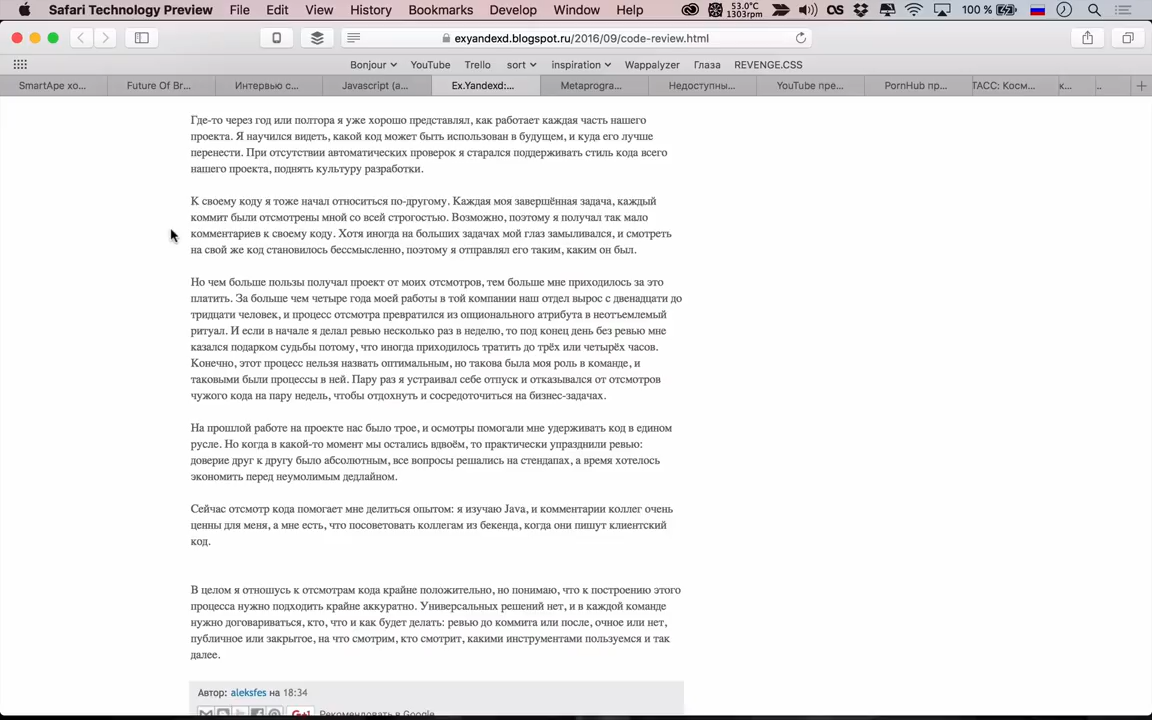 Safari Technology Preview File Edit View History Bookmarks Develop Window Help 53.0°C 1303rpm 100 %
exyandexd.blogspot.ru/2016/09/code-review.html
Bonjour YouTube Trello sort inspiration Wappalyzer Глаза REVENGE.CSS
SmartApe хо... Future Of Br... Интервью с... Javascript (а... Ex.Yandexd:... Metaprogra... Недоступны... YouTube пре... PornHub пр... ТАСС: Косм... к... ..
Где-то через год или полтора я уже хорошо представлял, как работает каждая часть нашего
проекта. Я научился видеть, какой код может быть использован в будущем, и куда его лучше
перенести. При отсутствии автоматических проверок я старался поддерживать стиль кода всего
нашего проекта, поднять культуру разработки.
К своему коду я тоже начал относиться по-другому. Каждая моя завершённая задача, каждый
коммит были отсмотрены мной со всей строгостью. Возможно, поэтому я получал так мало
комментариев к своему коду. Хотя иногда на больших задачах мой глаз замыливался, и смотреть
на свой же код становилось бессмысленно, поэтому я отправлял его таким, каким он был.
Но чем больше пользы получал проект от моих отсмотров, тем больше мне приходилось за это
платить. За больше чем четыре года моей работы в той компании наш отдел вырос с двенадцати до
тридцати человек, и процесс отсмотра превратился из опционального атрибута в неотъемлемый
ритуал. И если в начале я делал ревью несколько раз в неделю, то под конец день без ревью мне
казался подарком судьбы потому, что иногда приходилось тратить до трёх или четырёх часов.
Конечно, этот процесс нельзя назвать оптимальным, но такова была моя роль в команде, и
таковыми были процессы в ней. Пару раз я устраивал себе отпуск и отказывался от отсмотров
чужого кода на пару недель, чтобы отдохнуть и сосредоточиться на бизнес-задачах.
На прошлой работе на проекте нас было трое, и осмотры помогали мне удерживать код в едином
русле. Но когда в какой-то момент мы остались вдвоём, то практически упразднили ревью:
доверие друг к другу было абсолютным, все вопросы решались на стендапах, а время хотелось
экономить перед неумолимым дедлайном.
Сейчас отсмотр кода помогает мне делиться опытом: я изучаю Java, и комментарии коллег очень
ценны для меня, а мне есть, что посоветовать коллегам из бекенда, когда они пишут клиентский
код.
В целом я отношусь к отсмотрам кода крайне положительно, но понимаю, что к построению этого
процесса нужно подходить крайне аккуратно. Универсальных решений нет, и в каждой команде
нужно договариваться, кто, что и как будет делать: ревью до коммита или после, очное или нет,
публичное или закрытое, на что смотрим, кто смотрит, какими инструментами пользуемся и так
далее.
Автор: aleksfes на 18:34
G+1 Рекомендовать в Google